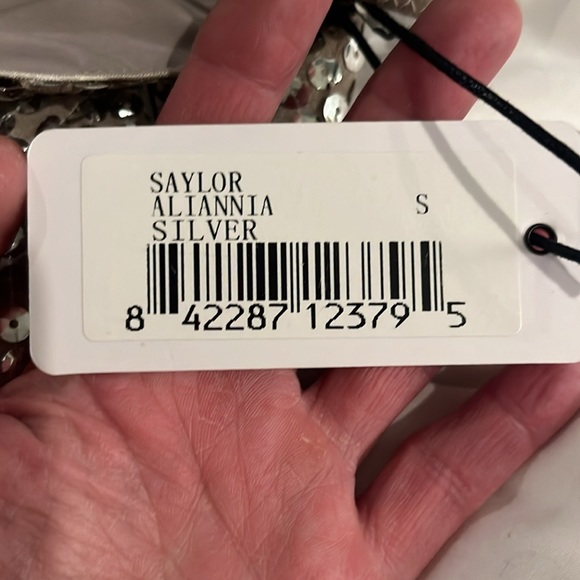 SAYLOR
ALIANNIA S
SILVER
8 42287 12379 5